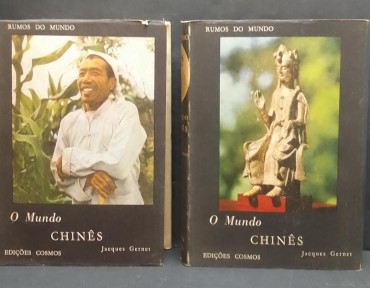 RUMOS DO MUNDO
O Mundo
CHINÊS
Jacques Gernet
EDIÇÕES COSMOS
RUMOS DO MUNDO
O Mundo
CHINÊS
Jacques Gernet
EDIÇÕES COSMOS